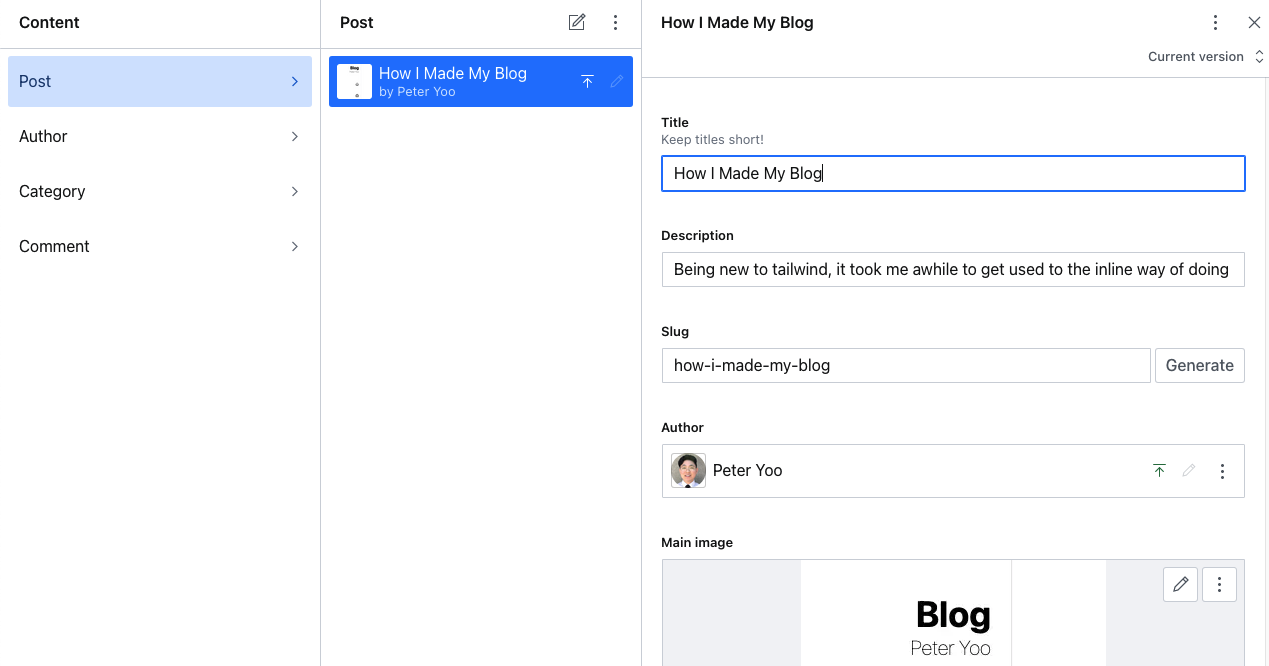 Content
Post
Author
Category
Comment
Post
How I Made My Blog
by Peter Yoo
How I Made My Blog
Current version
Title
Keep titles short!
How I Made My Blog
Description
Being new to tailwind, it took me awhile to get used to the inline way of doing
Slug
how-i-made-my-blog
Generate
Author
Peter Yoo
Main image
Blog
Peter Yoo